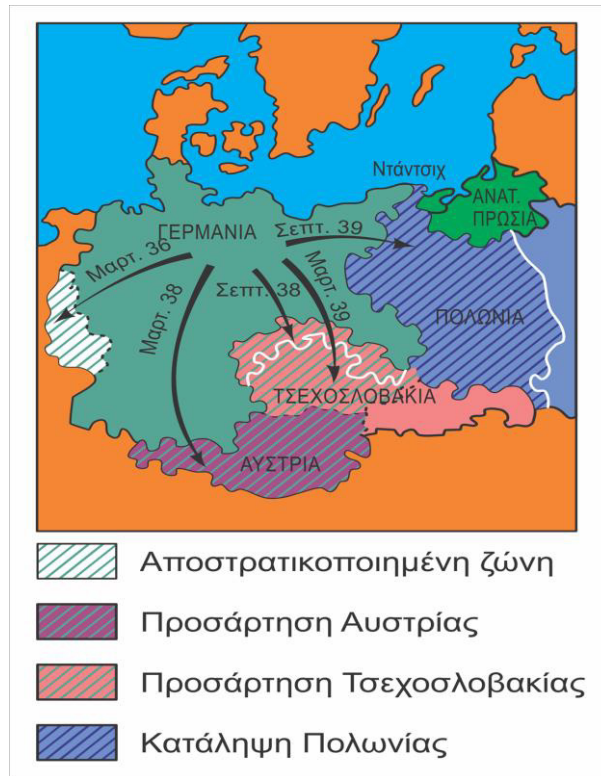 Ντάντσιχ
ΑΝΑΤ.
ΠΡΩΣΙΑ
ΓΕΡΜΑΝΙΑ
Σεπτ. 39
Μαρτ. 36
Μαρτ. 38
Σεπτ. 38
Μαρτ. 39
ΠΟΛΩΝΙΑ
ΤΣΕΧΟΣΛΟΒΑΚΙΑ
ΑΥΣΤΡΙΑ
Αποστρατικοποιημένη ζώνη
Προσάρτηση Αυστρίας
Προσάρτηση Τσεχοσλοβακίας
Κατάληψη Πολωνίας